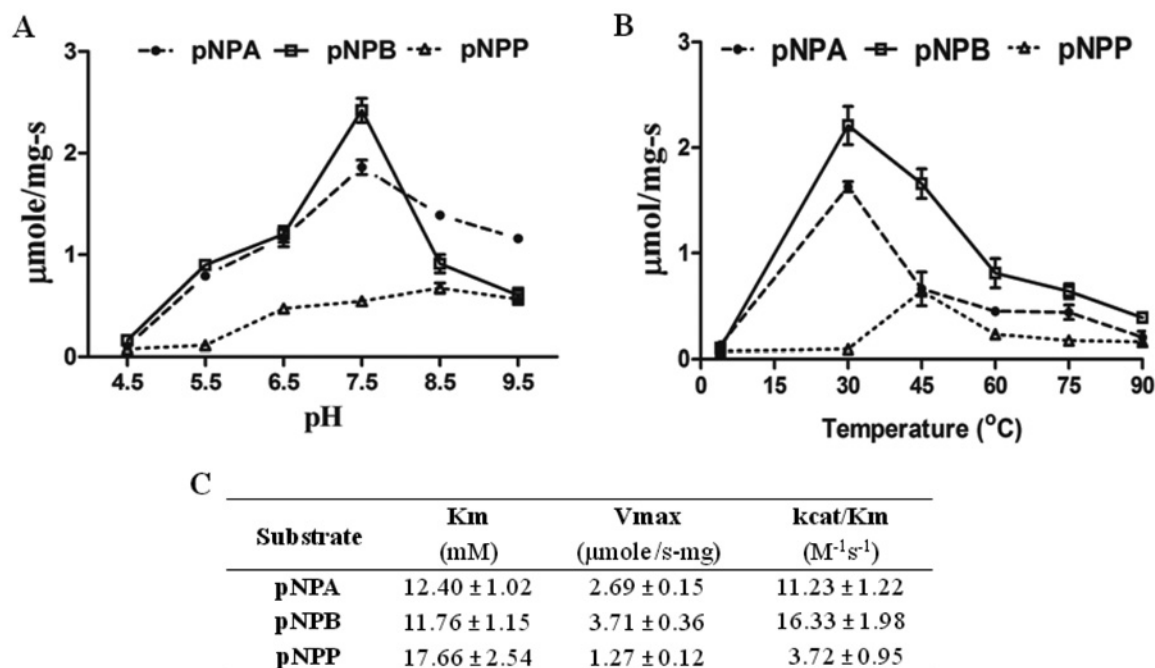 A
pNPA pNPB pNPP
3
2
1
0
µmole/mg-s
4.5 5.5 6.5 7.5 8.5 9.5
pH
B
pNPA pNPB pNPP
3
2
1
0
µmol/mg-s
0 15 30 45 60 75 90
Temperature (°C)
C
Substrate Km Vmax kcat/Km
(mM) (µmole/s-mg) (M⁻¹s⁻¹)
pNPA 12.40 ± 1.02 2.69 ± 0.15 11.23 ± 1.22
pNPB 11.76 ± 1.15 3.71 ± 0.36 16.33 ± 1.98
pNPP 17.66 ± 2.54 1.27 ± 0.12 3.72 ± 0.95